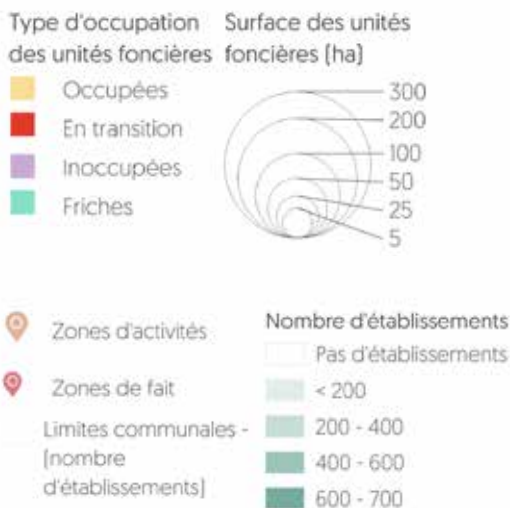 Type d'occupation
des unités foncières
Occupées
En transition
Inoccupées
Friches
Surface des unités
foncières (ha)
300
200
100
50
25
5
Zones d'activités
Zones de fait
Limites communales -
(nombre
d'établissements)
Nombre d'établissements
Pas d'établissements
< 200
200 - 400
400 - 600
600 - 700